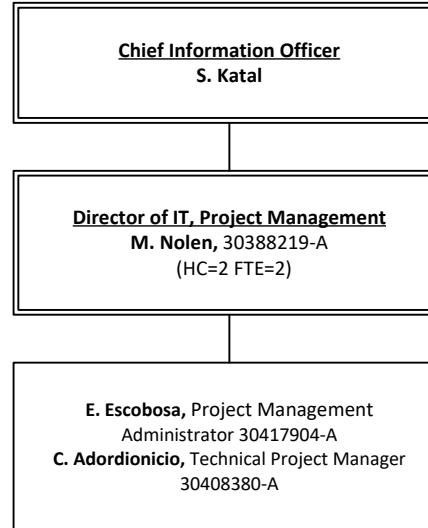 Chief Information Officer
S. Katal
Director of IT, Project Management
M. Nolen, 30388219-A
(HC=2 FTE=2)
E. Escobosa, Project Management
Administrator 30417904-A
C. Adordionicio, Technical Project Manager
30408380-A